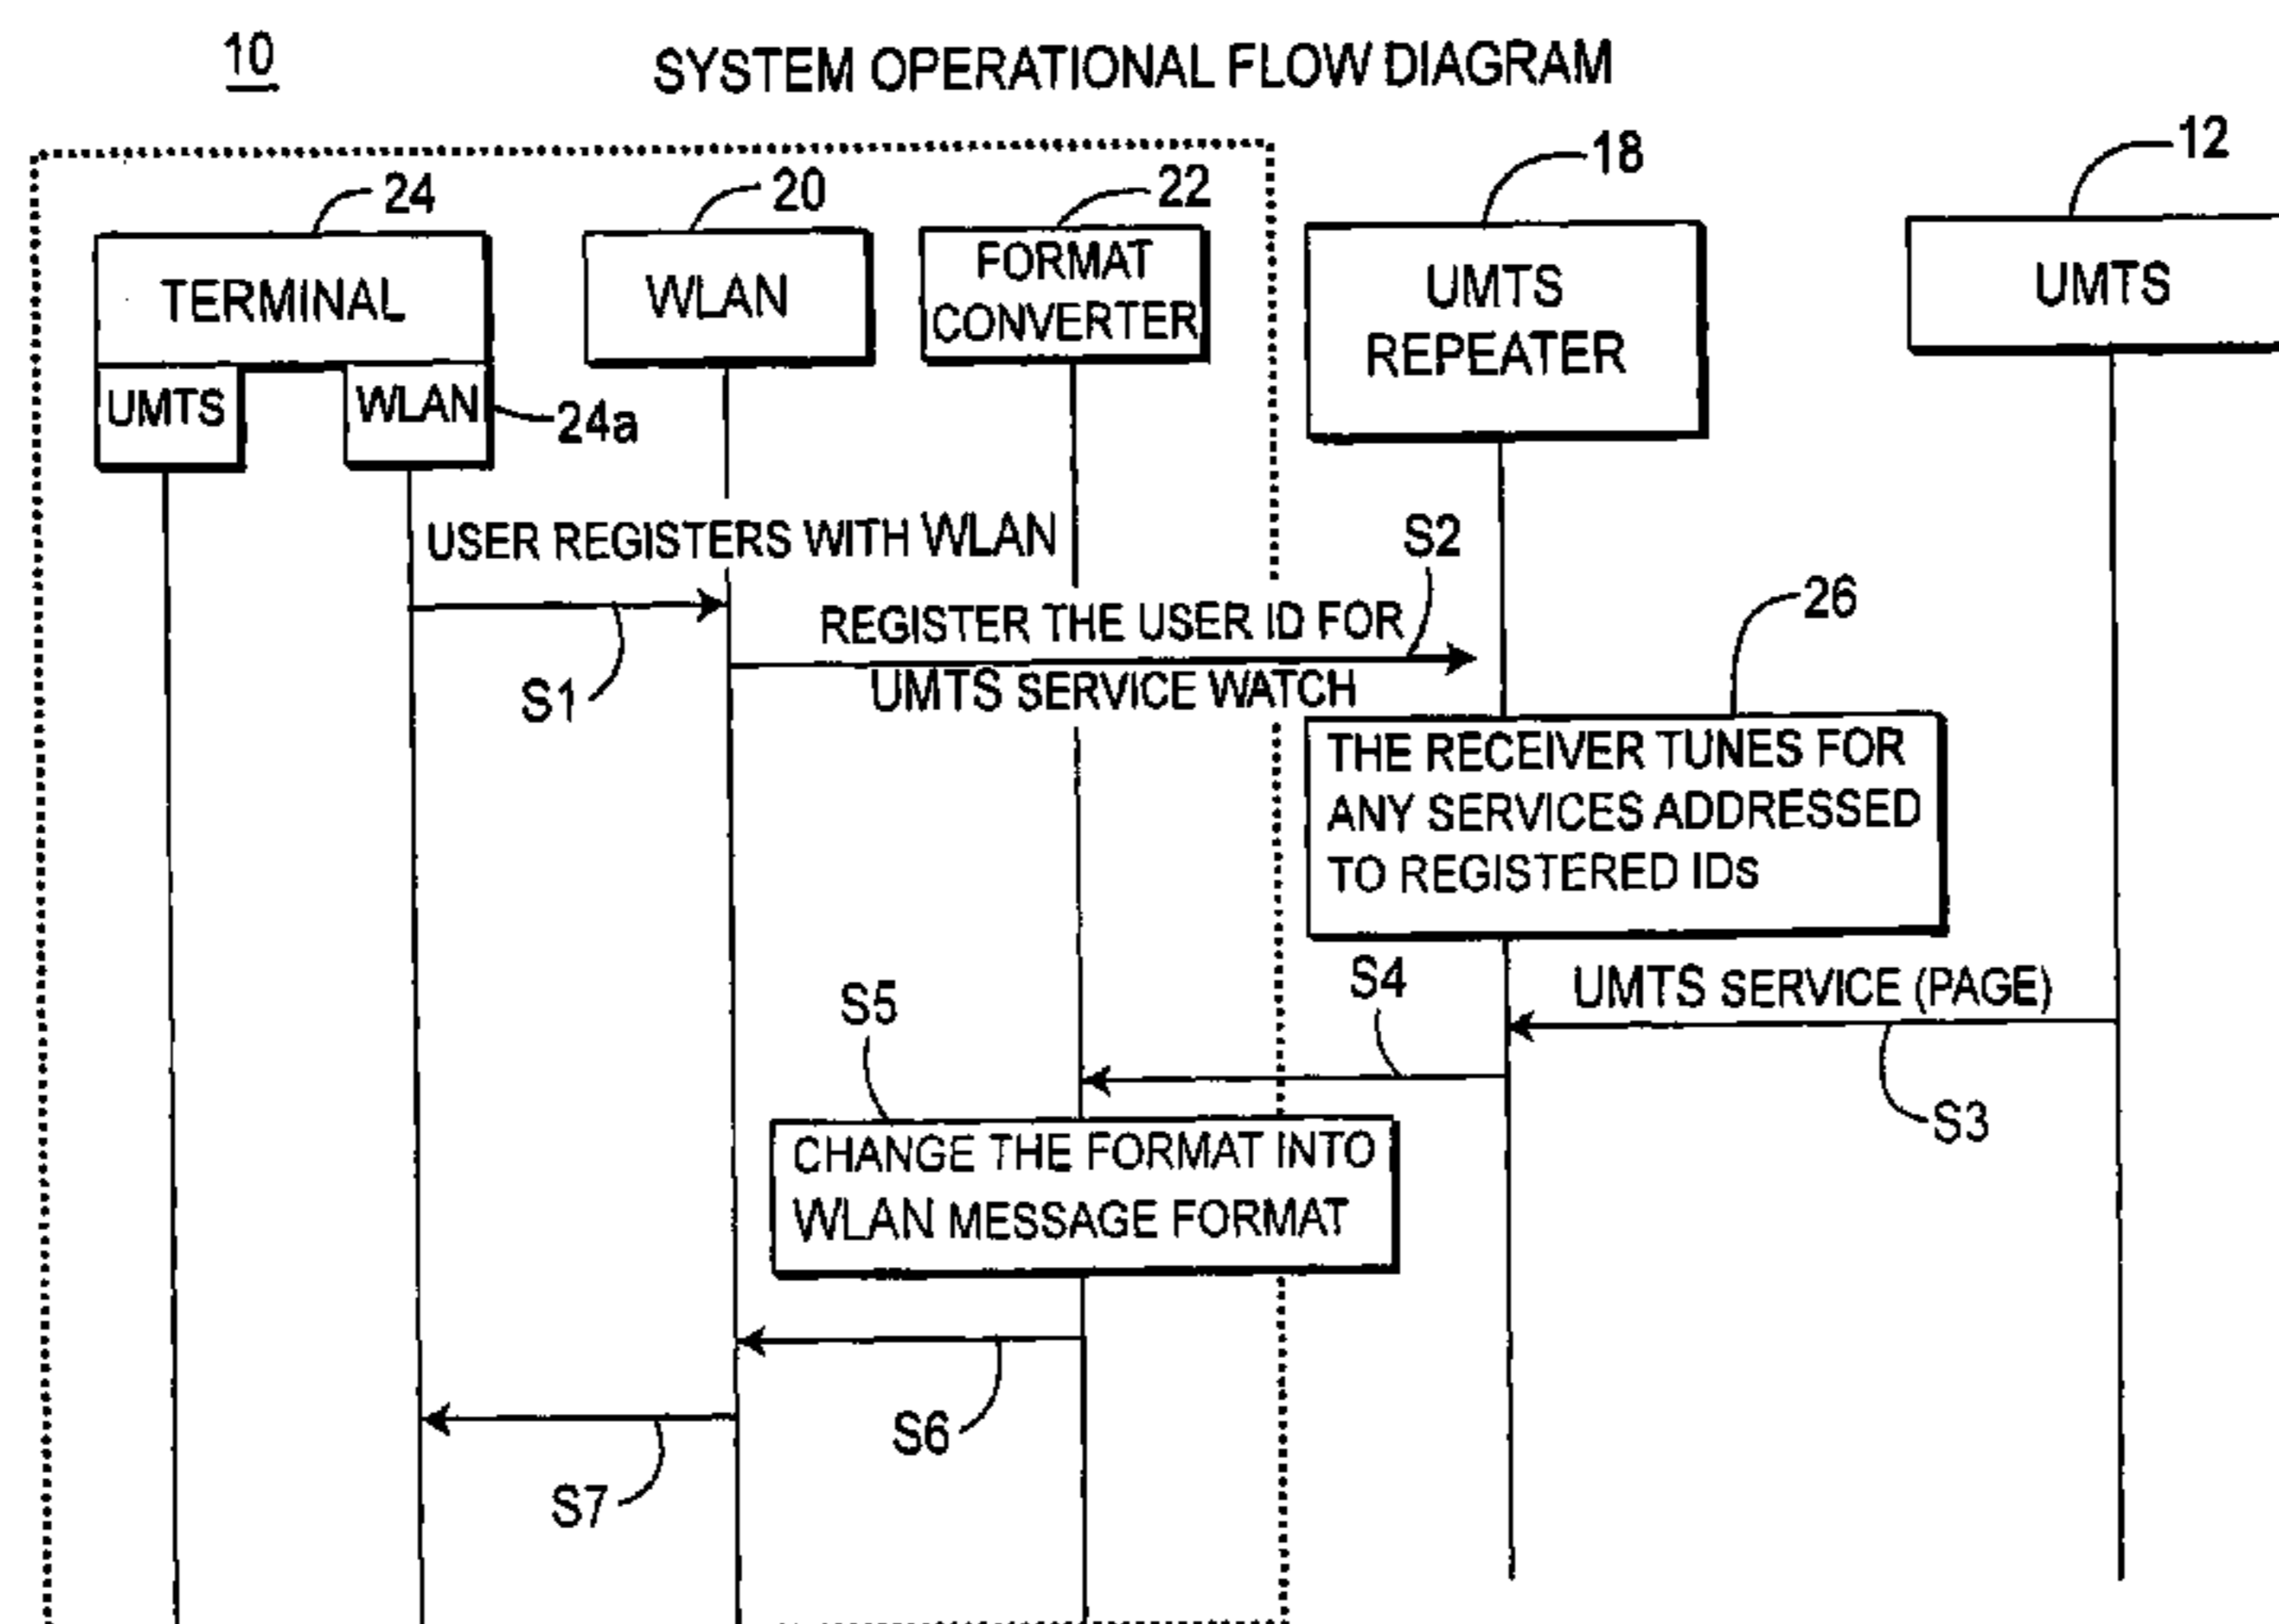 10
SYSTEM OPERATIONAL FLOW DIAGRAM
24
20
22
18
12
TERMINAL
UMTS
WLAN
24a
WLAN
FORMAT
CONVERTER
UMTS
REPEATER
UMTS
USER REGISTERS WITH WLAN
S1
S2
REGISTER THE USER ID FOR
UMTS SERVICE WATCH
26
THE RECEIVER TUNES FOR
ANY SERVICES ADDRESSED
TO REGISTERED IDs
UMTS SERVICE (PAGE)
S3
S4
S5
CHANGE THE FORMAT INTO
WLAN MESSAGE FORMAT
S6
S7